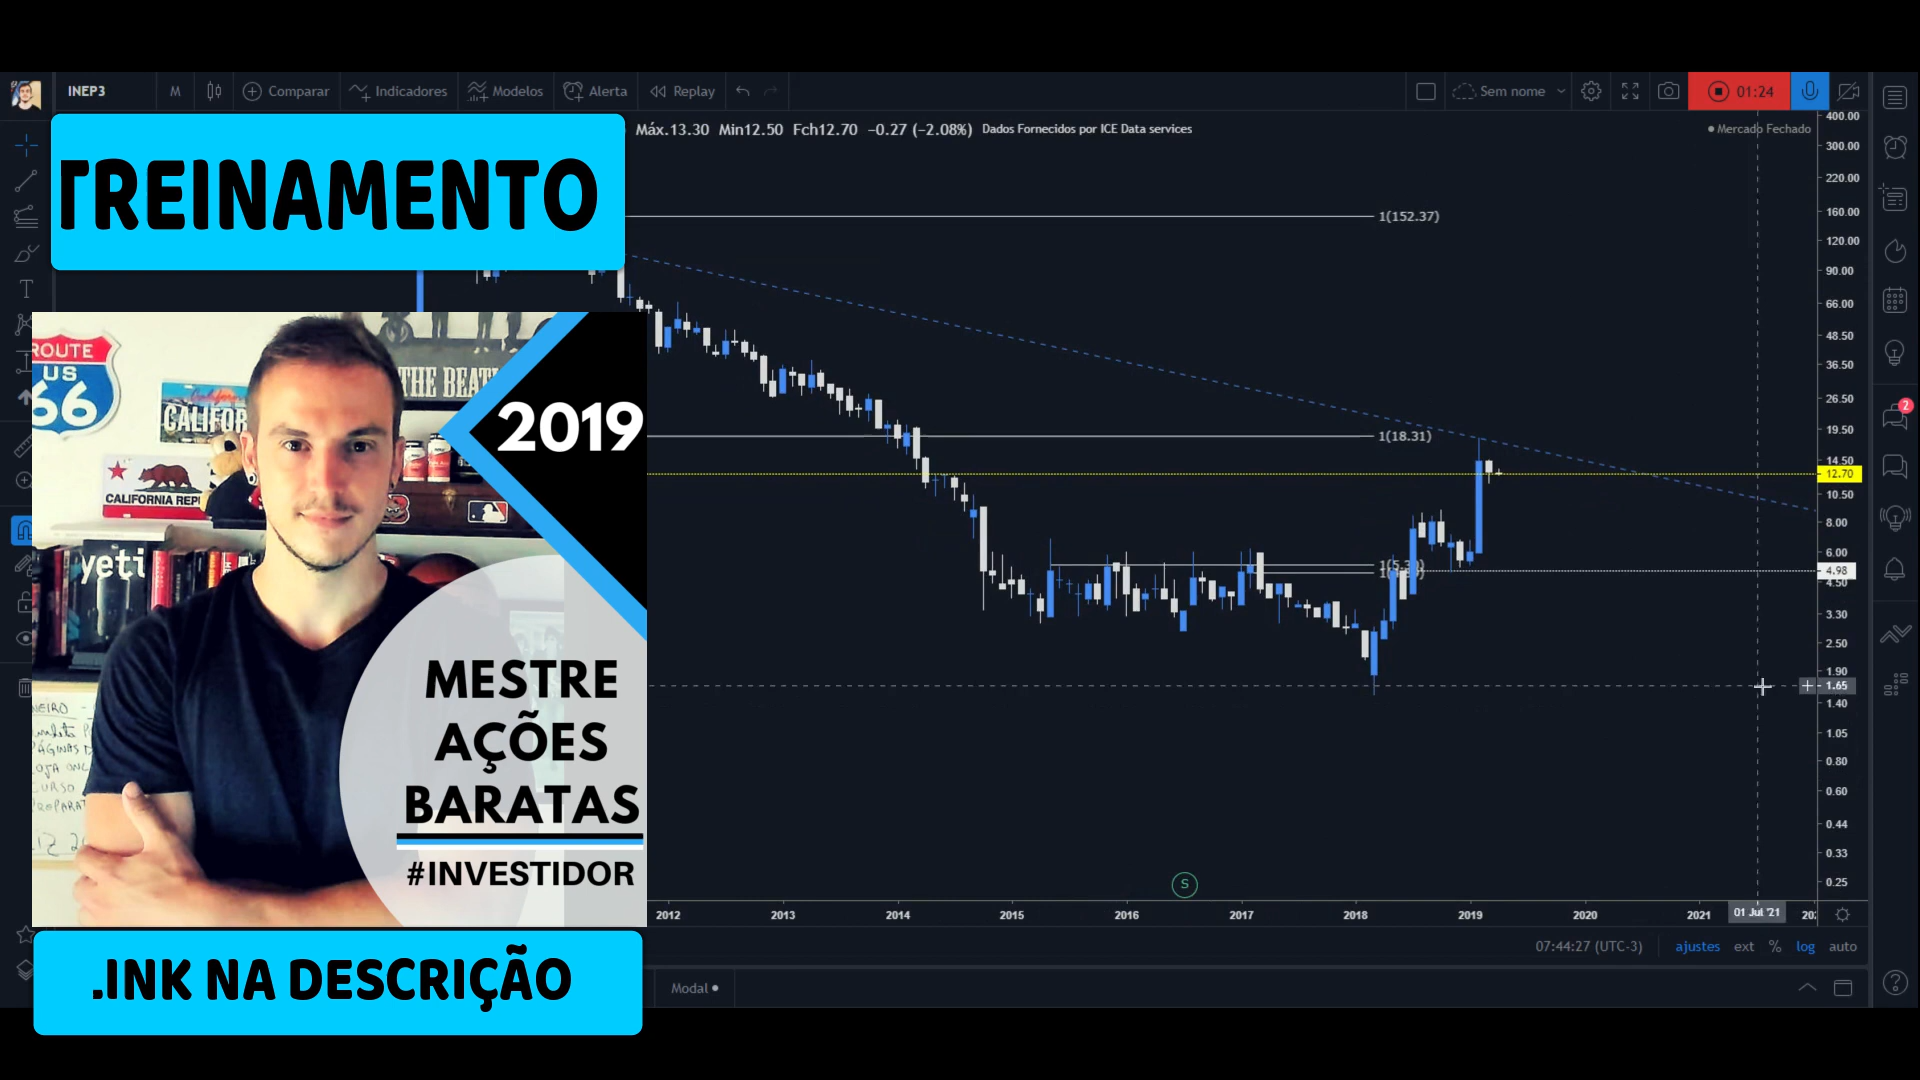 INEP3
M
Comparar
Indicadores
Modelos
Alerta
Replay
Sem nome
01:24
TREINAMENTO
Máx.13.30 Min12.50 Fch12.70 −0.27 (−2.08%) Dados Fornecidos por ICE Data services
Mercado Fechado
1(152.37)
1(18.31)
400.00
300.00
220.00
160.00
120.00
90.00
66.00
48.50
36.50
26.50
19.50
14.50
12.70
10.50
8.00
6.00
4.98
4.50
3.30
2.50
1.90
1.65
1.40
1.05
0.80
0.60
0.44
0.33
0.25
2
ROUTE
US
66
CALIFOR
THE BEAT
CALIFORNIA REP
yeti
2019
MESTRE
AÇÕES
BARATAS
#INVESTIDOR
S
2012
2013
2014
2015
2016
2017
2018
2019
2020
2021
01 Jul '21
202
07:44:27 (UTC-3)
ajustes
ext
%
log
auto
.INK NA DESCRIÇÃO
Modal